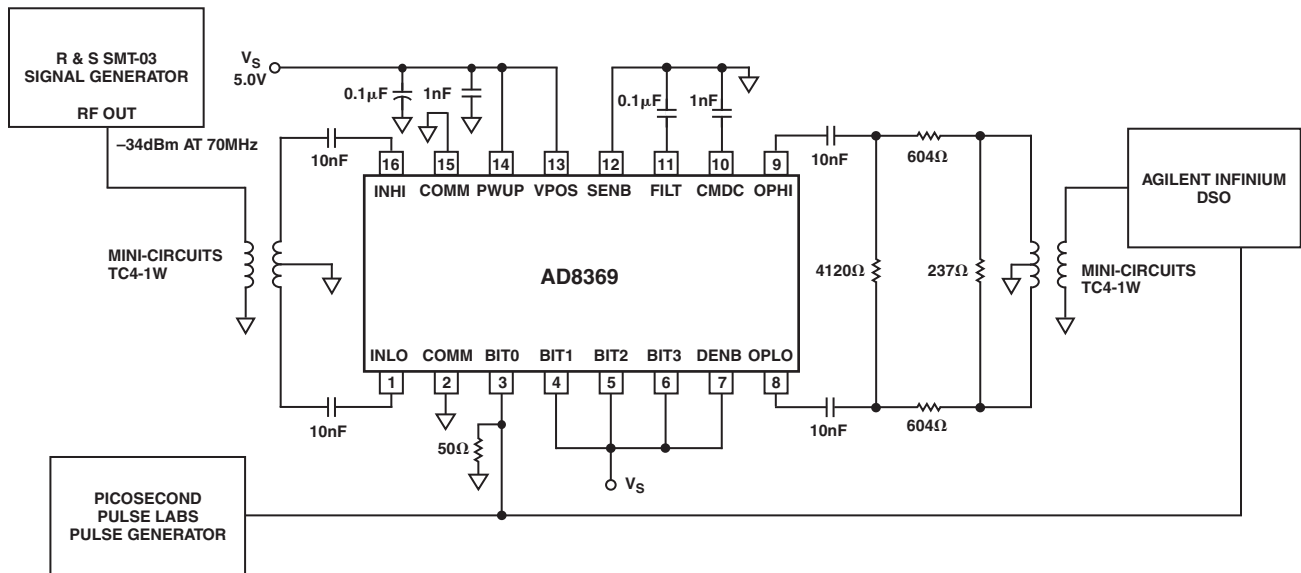 R & S SMT-03
SIGNAL GENERATOR
RF OUT
–34dBm AT 70MHz
VS
5.0V
0.1µF
1nF
0.1µF
1nF
10nF
10nF
604Ω
16
15
14
13
12
11
10
9
INHI
COMM
PWUP
VPOS
SENB
FILT
CMDC
OPHI
AGILENT INFINIUM
DSO
MINI-CIRCUITS
TC4-1W
AD8369
4120Ω
237Ω
MINI-CIRCUITS
TC4-1W
INLO
COMM
BIT0
BIT1
BIT2
BIT3
DENB
OPLO
1
2
3
4
5
6
7
8
10nF
50Ω
10nF
604Ω
VS
PICOSECOND
PULSE LABS
PULSE GENERATOR